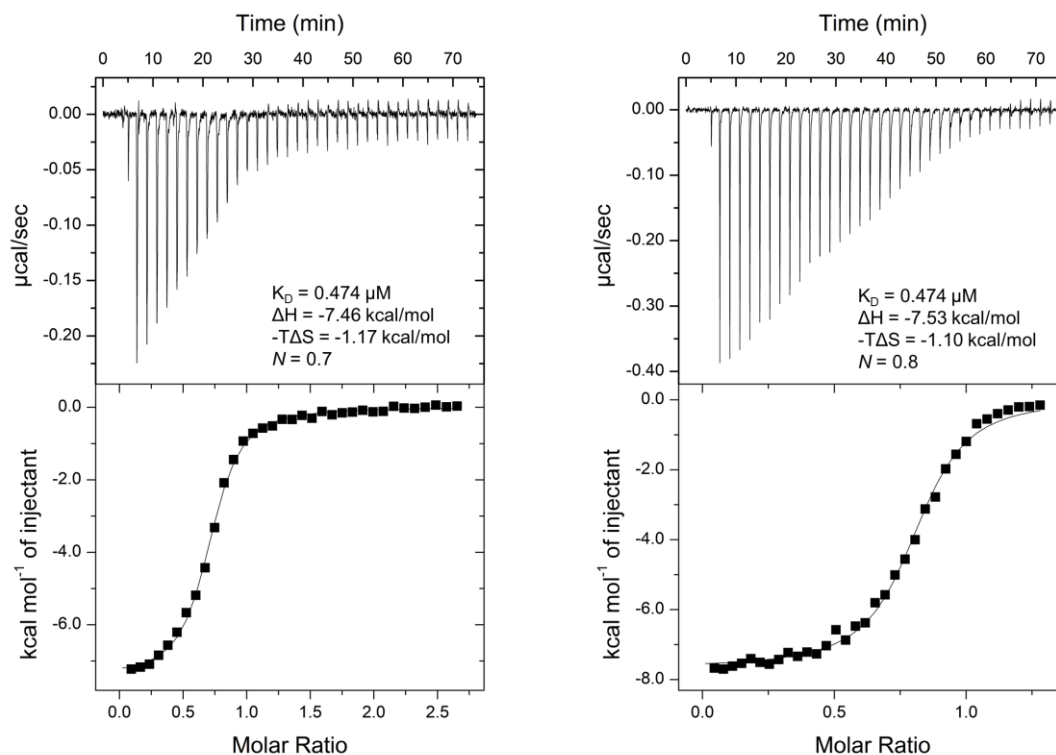 Time (min)
0 10 20 30 40 50 60 70
0.00
-0.05
-0.10
-0.15
-0.20
µcal/sec
K_D = 0.474 µM
ΔH = -7.46 kcal/mol
-TΔS = -1.17 kcal/mol
N = 0.7
0.0
-2.0
-4.0
-6.0
kcal mol⁻¹ of injectant
0.0 0.5 1.0 1.5 2.0 2.5
Molar Ratio
Time (min)
0 10 20 30 40 50 60 70
0.00
-0.10
-0.20
-0.30
-0.40
µcal/sec
K_D = 0.474 µM
ΔH = -7.53 kcal/mol
-TΔS = -1.10 kcal/mol
N = 0.8
0.0
-2.0
-4.0
-6.0
-8.0
kcal mol⁻¹ of injectant
0.0 0.5 1.0
Molar Ratio